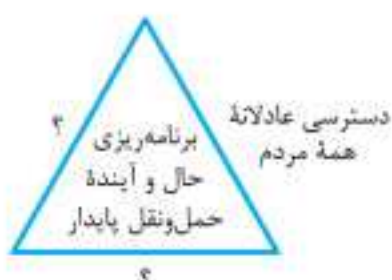 دسترسی عادلانهٔ
همهٔ مردم
؟
برنامه‌ریزی
حال و آیندهٔ
حمل‌ونقل پایدار
؟